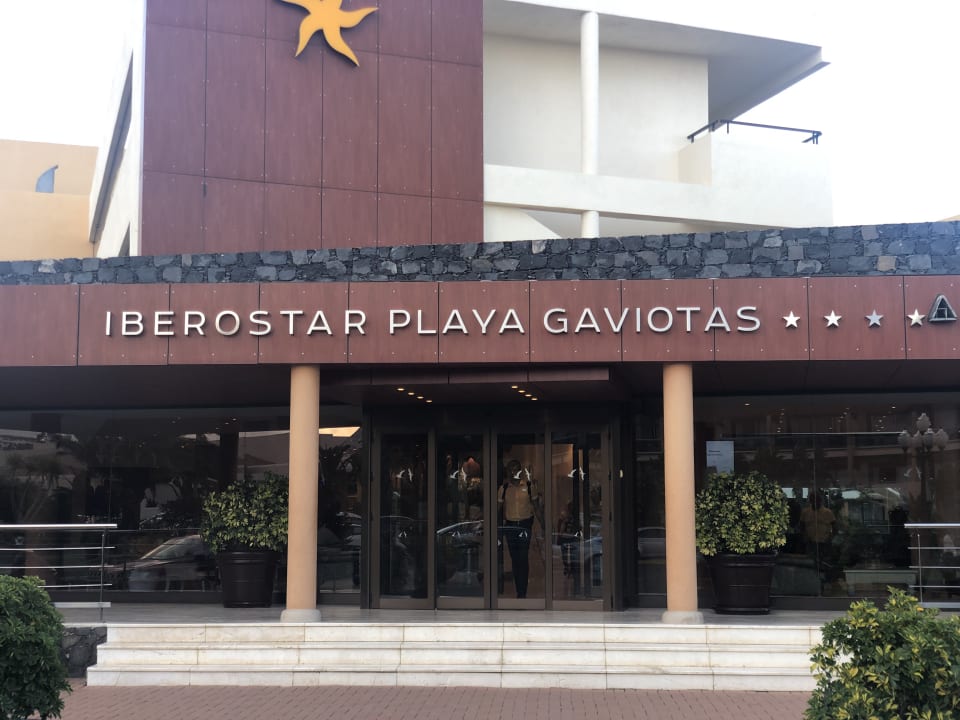 IBEROSTAR PLAYA GAVIOTAS ★ ★ ★ ★ A